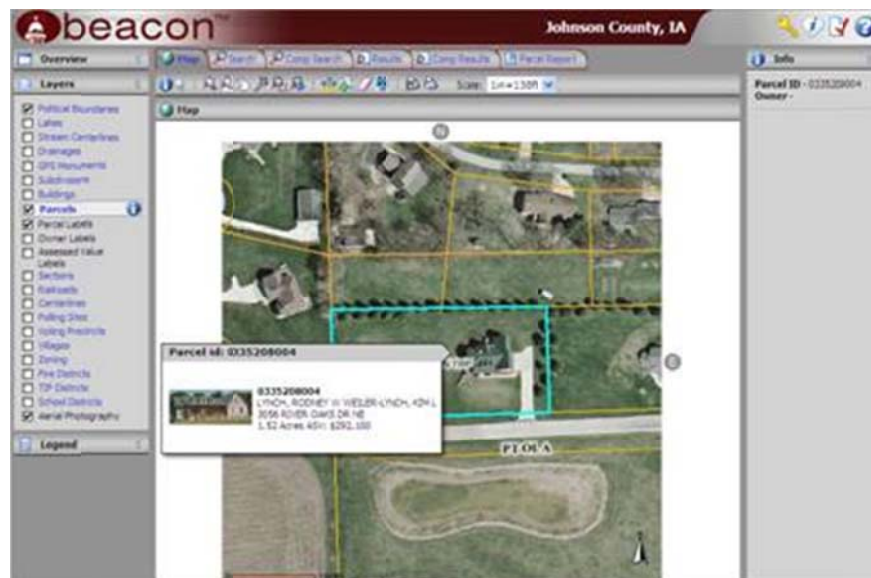 beacon™
Johnson County, IA
Overview
Layers
Political Boundaries
Lakes
Stream Centerlines
Drainages
GPS Monuments
Subdivisions
Buildings
Parcels
Parcel Labels
Owner Labels
Assessed Value
Labels
Sections
Railroads
Centerlines
Polling Sites
Voting Precincts
Villages
Zoning
Fire Districts
TIF Districts
School Districts
Aerial Photography
Legend
Map
Search
Comp Search
Results
Comp Results
Parcel Report
Scale:
Map
N
E
Parcel id: 0335208004
0335208004
LYNCH, RODNEY W WEILER-LYNCH, KIM L
3056 RIVER OAKS DR NE
1.52 Acres ASV: $292,100
Info
Parcel ID - 0335208004
Owner -